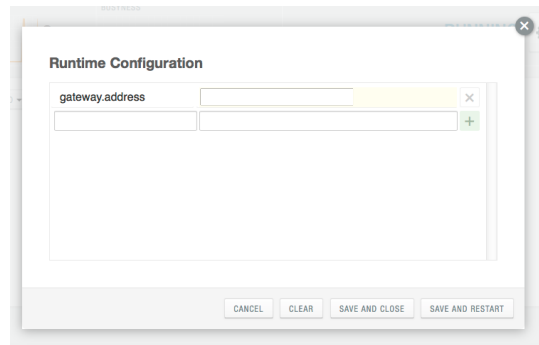 Runtime Configuration
gateway.address
CANCEL CLEAR SAVE AND CLOSE SAVE AND RESTART